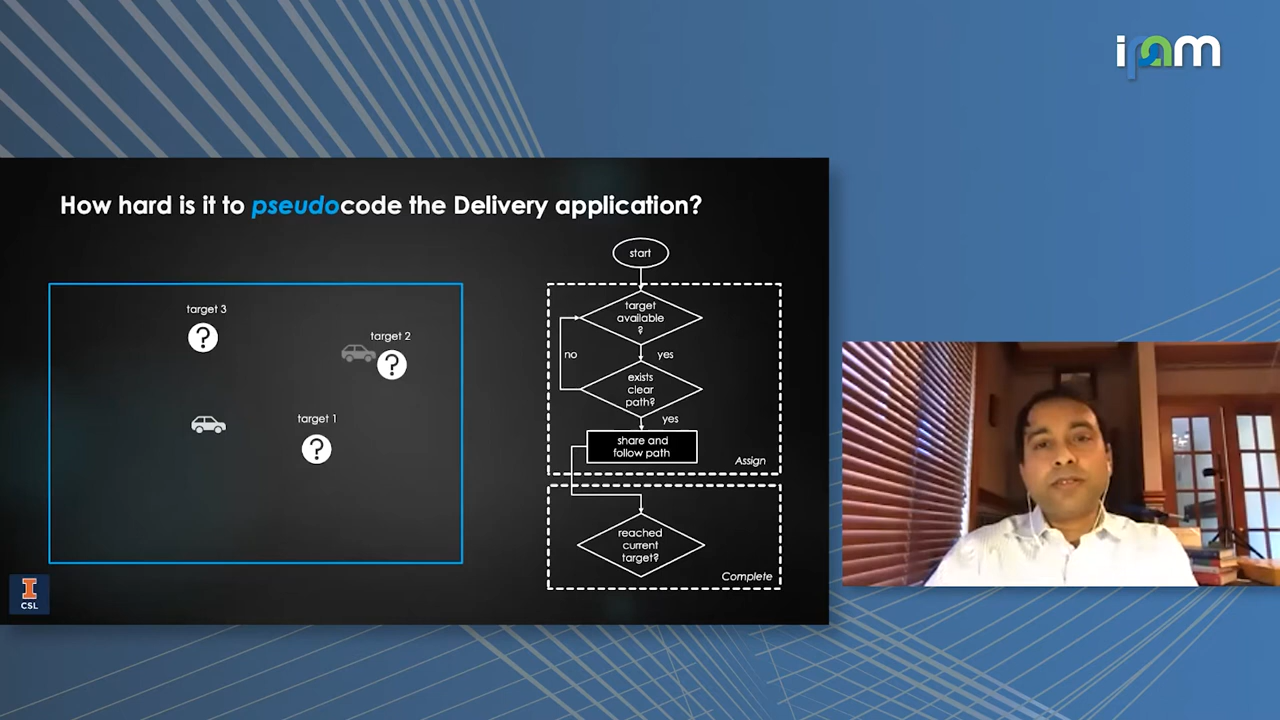 ipam
How hard is it to pseudocode the Delivery application?
target 3
?
target 2
?
target 1
?
start
target
available
?
no
yes
exists
clear
path?
yes
share and
follow path
Assign
reached
current
target?
Complete
I
CSL